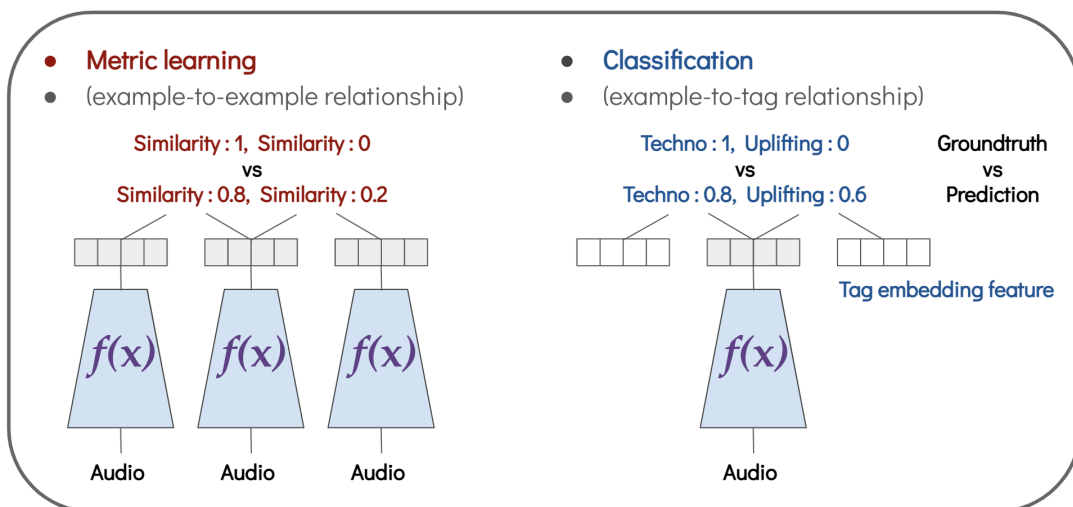 Metric learning
(example-to-example relationship)
Similarity : 1, Similarity : 0
vs
Similarity : 0.8, Similarity : 0.2
f(x)
f(x)
f(x)
Audio
Audio
Audio
Classification
(example-to-tag relationship)
Techno : 1, Uplifting : 0
vs
Techno : 0.8, Uplifting : 0.6
Groundtruth
vs
Prediction
Tag embedding feature
f(x)
Audio